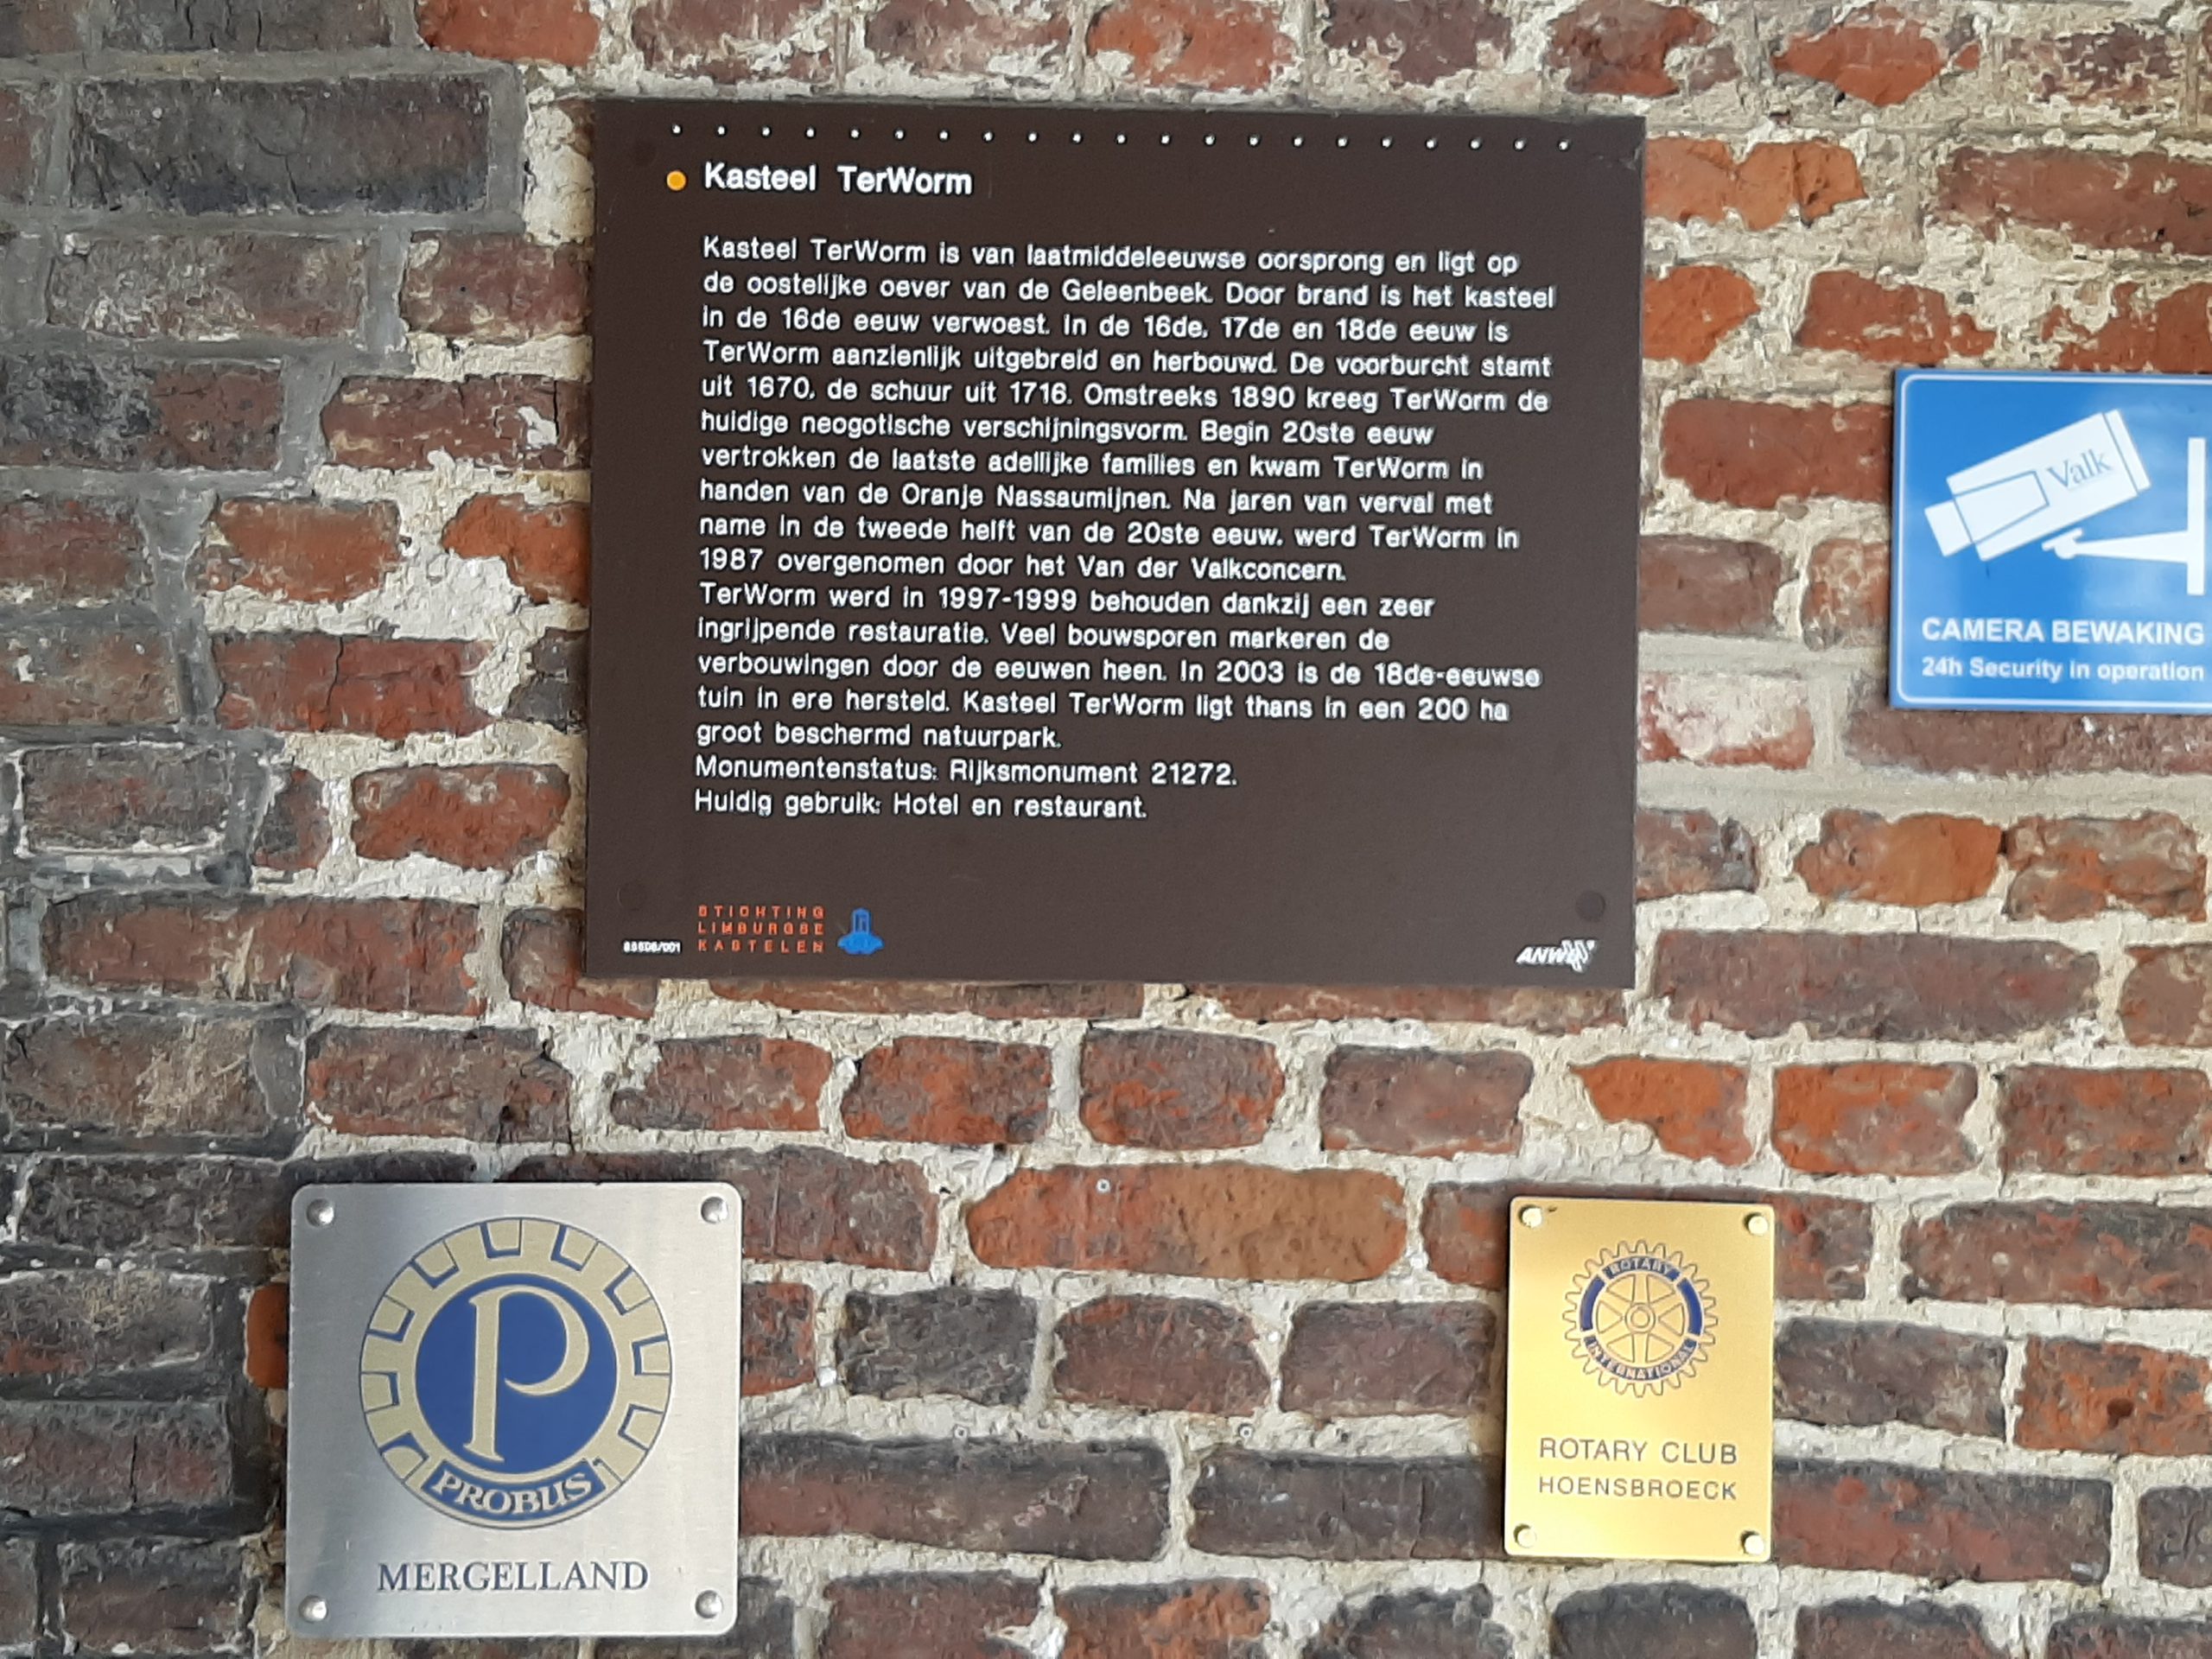 Kasteel TerWorm
Kasteel TerWorm is van laatmiddeleeuwse oorsprong en ligt op
de oostelijke oever van de Geleenbeek. Door brand is het kasteel
in de 16de eeuw verwoest. In de 16de, 17de en 18de eeuw is
TerWorm aanzienlijk uitgebreid en herbouwd. De voorburcht stamt
uit 1670, de schuur uit 1716. Omstreeks 1890 kreeg TerWorm de
huidige neogotische verschijningsvorm. Begin 20ste eeuw
vertrokken de laatste adellijke families en kwam TerWorm in
handen van de Oranje Nassaumijnen. Na jaren van verval met
name in de tweede helft van de 20ste eeuw, werd TerWorm in
1987 overgenomen door het Van der Valkconcern.
TerWorm werd in 1997-1999 behouden dankzij een zeer
ingrijpende restauratie. Veel bouwsporen markeren de
verbouwingen door de eeuwen heen. In 2003 is de 18de-eeuwse
tuin in ere hersteld. Kasteel TerWorm ligt thans in een 200 ha
groot beschermd natuurpark.
Monumentenstatus: Rijksmonument 21272.
Huidig gebruik: Hotel en restaurant.
STICHTING
LIMBURGSE
KASTELEN
ANWB
Valk
CAMERA BEWAKING
24h Security in operation
P
PROBUS
MERGELLAND
ROTARY
INTERNATIONAL
ROTARY CLUB
HOENSBROECK